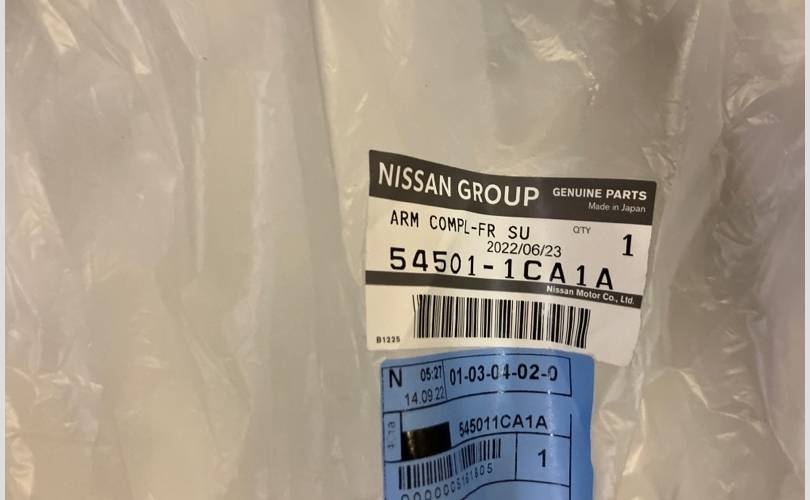 NISSAN GROUP GENUINE PARTS
Made in Japan
ARM COMPL-FR SU Q'TY 1
2022/06/23
54501-1CA1A
Nissan Motor Co., Ltd.
B1225
N 05:27 01-03-04-02-0
14.09.22
545011CA1A
1